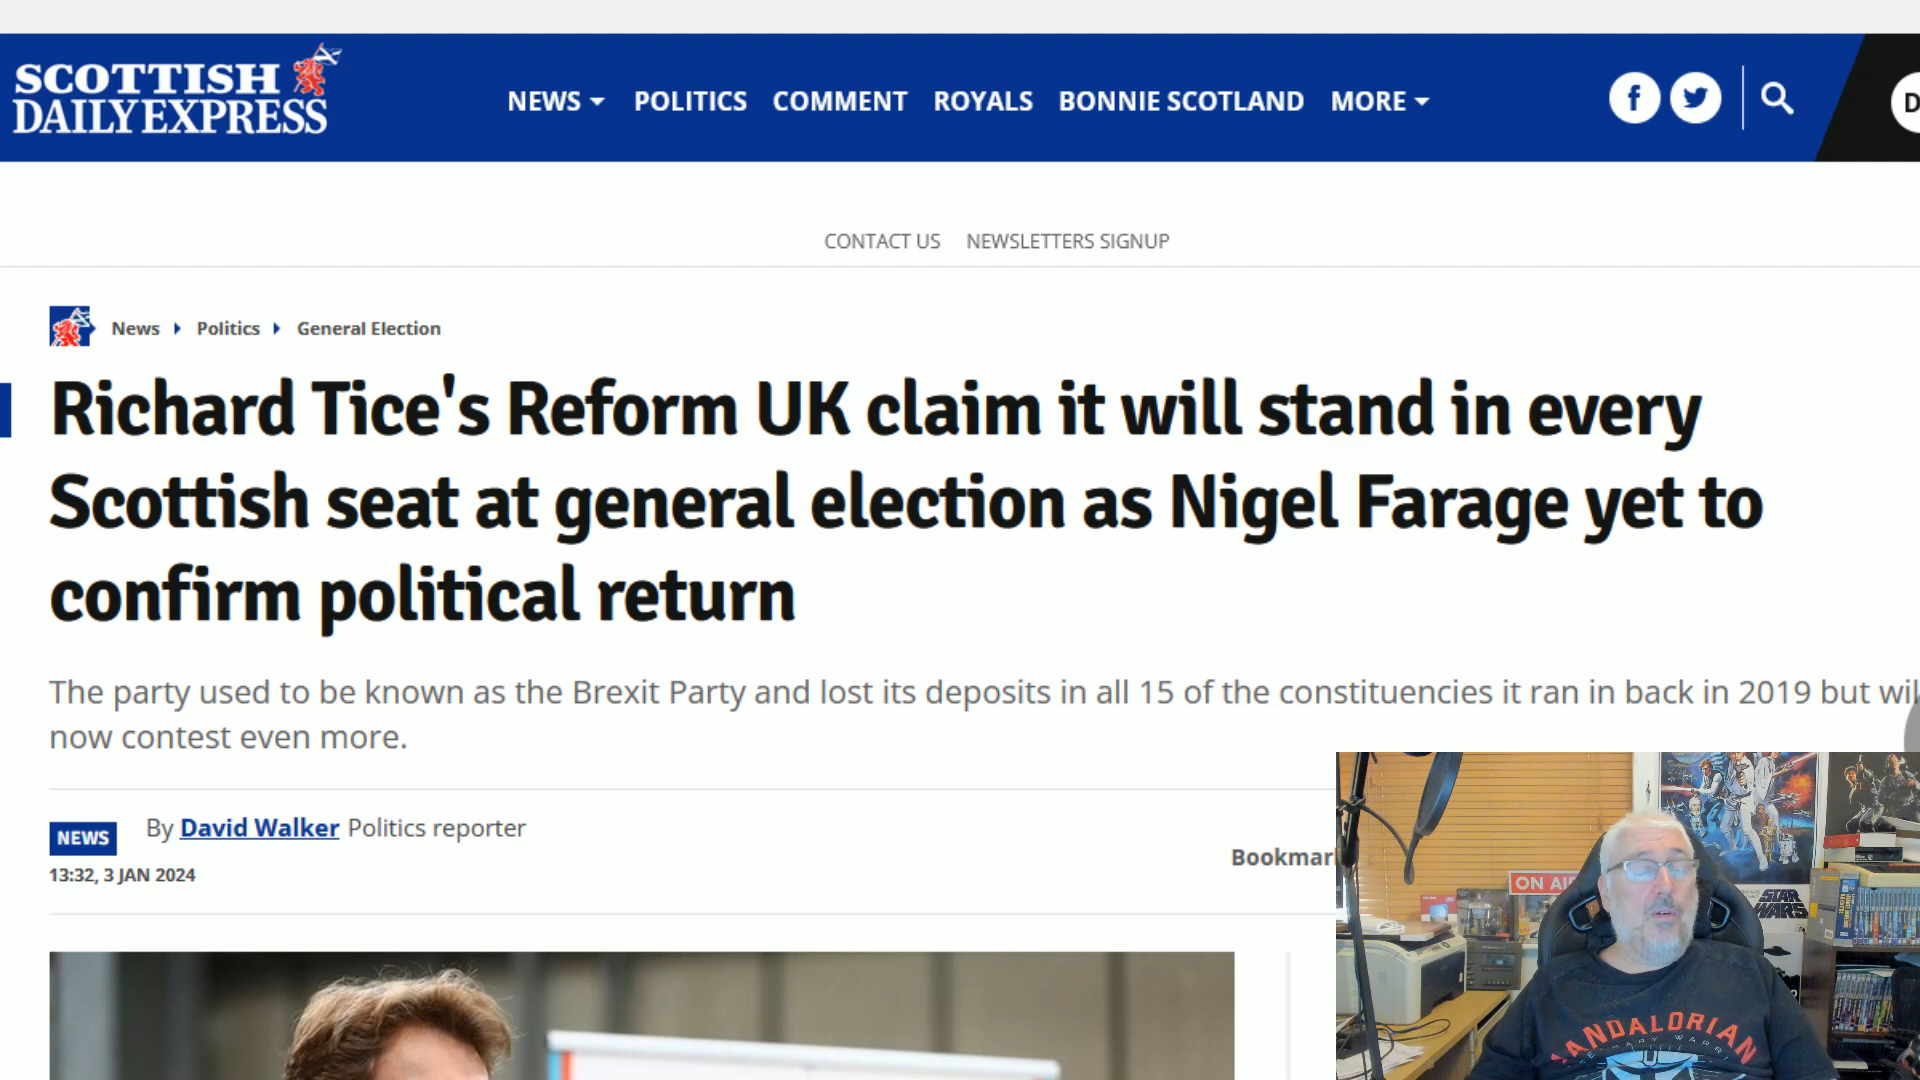 SCOTTISH
DAILY EXPRESS
NEWS POLITICS COMMENT ROYALS BONNIE SCOTLAND MORE
CONTACT US NEWSLETTERS SIGNUP
News Politics General Election
Richard Tice's Reform UK claim it will stand in every
Scottish seat at general election as Nigel Farage yet to
confirm political return
The party used to be known as the Brexit Party and lost its deposits in all 15 of the constituencies it ran in back in 2019 but wil
now contest even more.
NEWS
By David Walker Politics reporter
13:32, 3 JAN 2024
Bookmar
ON AI
STAR
WARS
ANDALORIAN